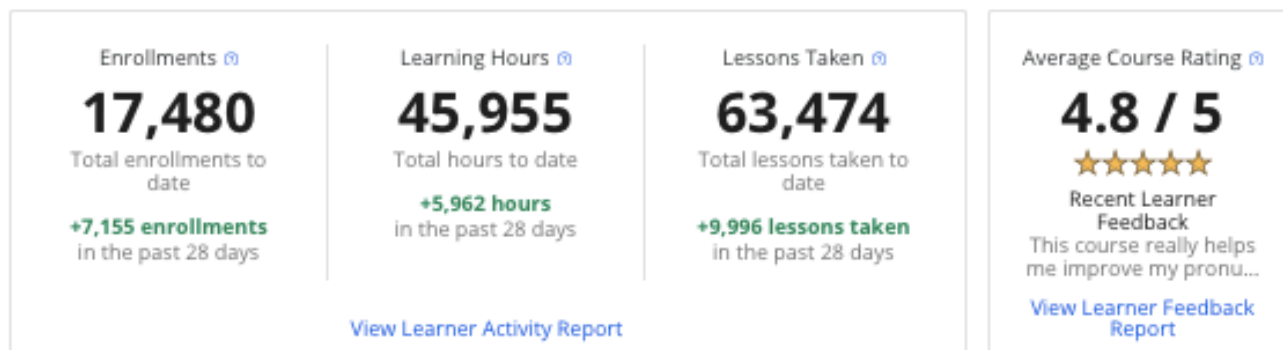 Enrollments
17,480
Total enrollments to
date
+7,155 enrollments
in the past 28 days
Learning Hours
45,955
Total hours to date
+5,962 hours
in the past 28 days
Lessons Taken
63,474
Total lessons taken to
date
+9,996 lessons taken
in the past 28 days
View Learner Activity Report
Average Course Rating
4.8 / 5
Recent Learner
Feedback
This course really helps
me improve my pronu...
View Learner Feedback
Report